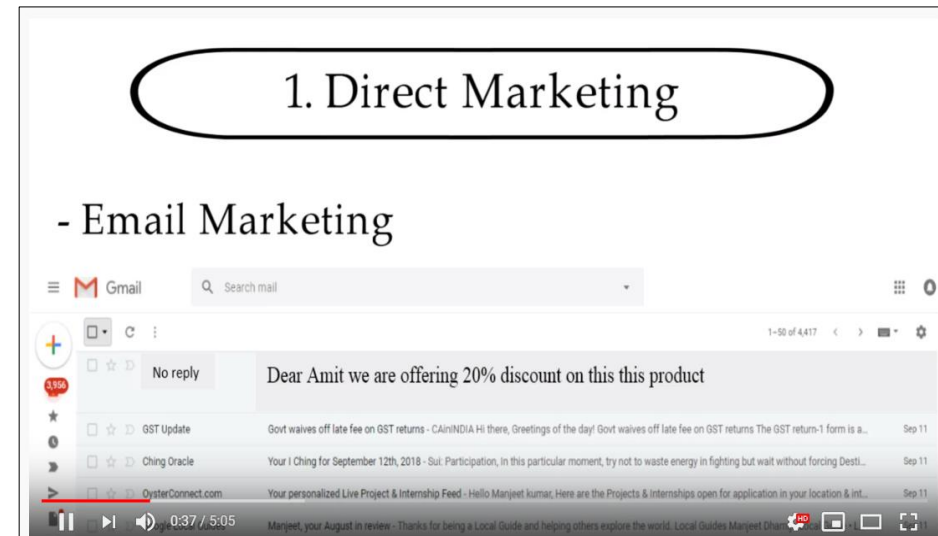 1. Direct Marketing
- Email Marketing
Gmail
Search mail
1-50 of 4,417
No reply Dear Amit we are offering 20% discount on this this product
3,956
GST Update Govt waives off late fee on GST returns - CAinINDIA Hi there, Greetings of the day! Govt waives off late fee on GST returns The GST return-1 form is a... Sep 11
Ching Oracle Your I Ching for September 12th, 2018 - Sui: Participation, In this particular moment, try not to waste energy in fighting but wait without forcing Desti... Sep 11
OysterConnect.com Your personalized Live Project & Internship Feed - Hello Manjeet kumar, Here are the Projects & Internships open for application in your location & int... Sep 11
0:37 / 5:05 Manjeet, your August in review - Thanks for being a Local Guide and helping others explore the world. Local Guides Manjeet HD